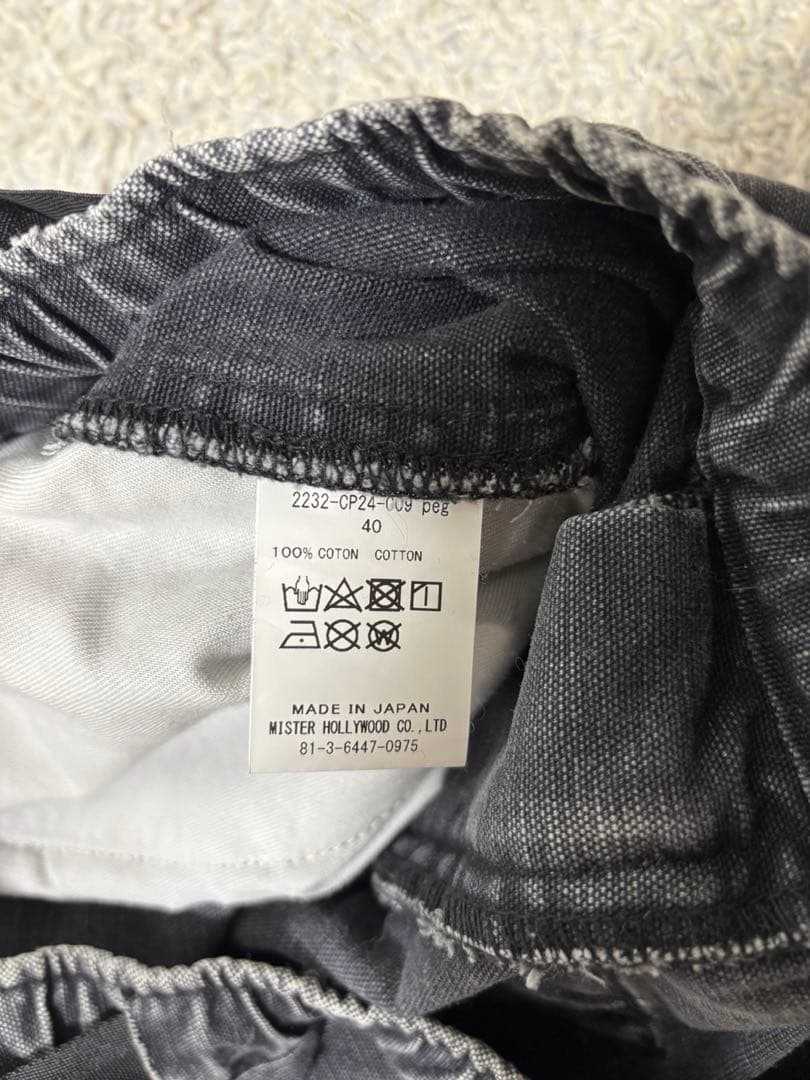 2232-CP24-009 peg
40
100% COTON COTTON
MADE IN JAPAN
MISTER HOLLYWOOD CO.,LTD
81-3-6447-0975